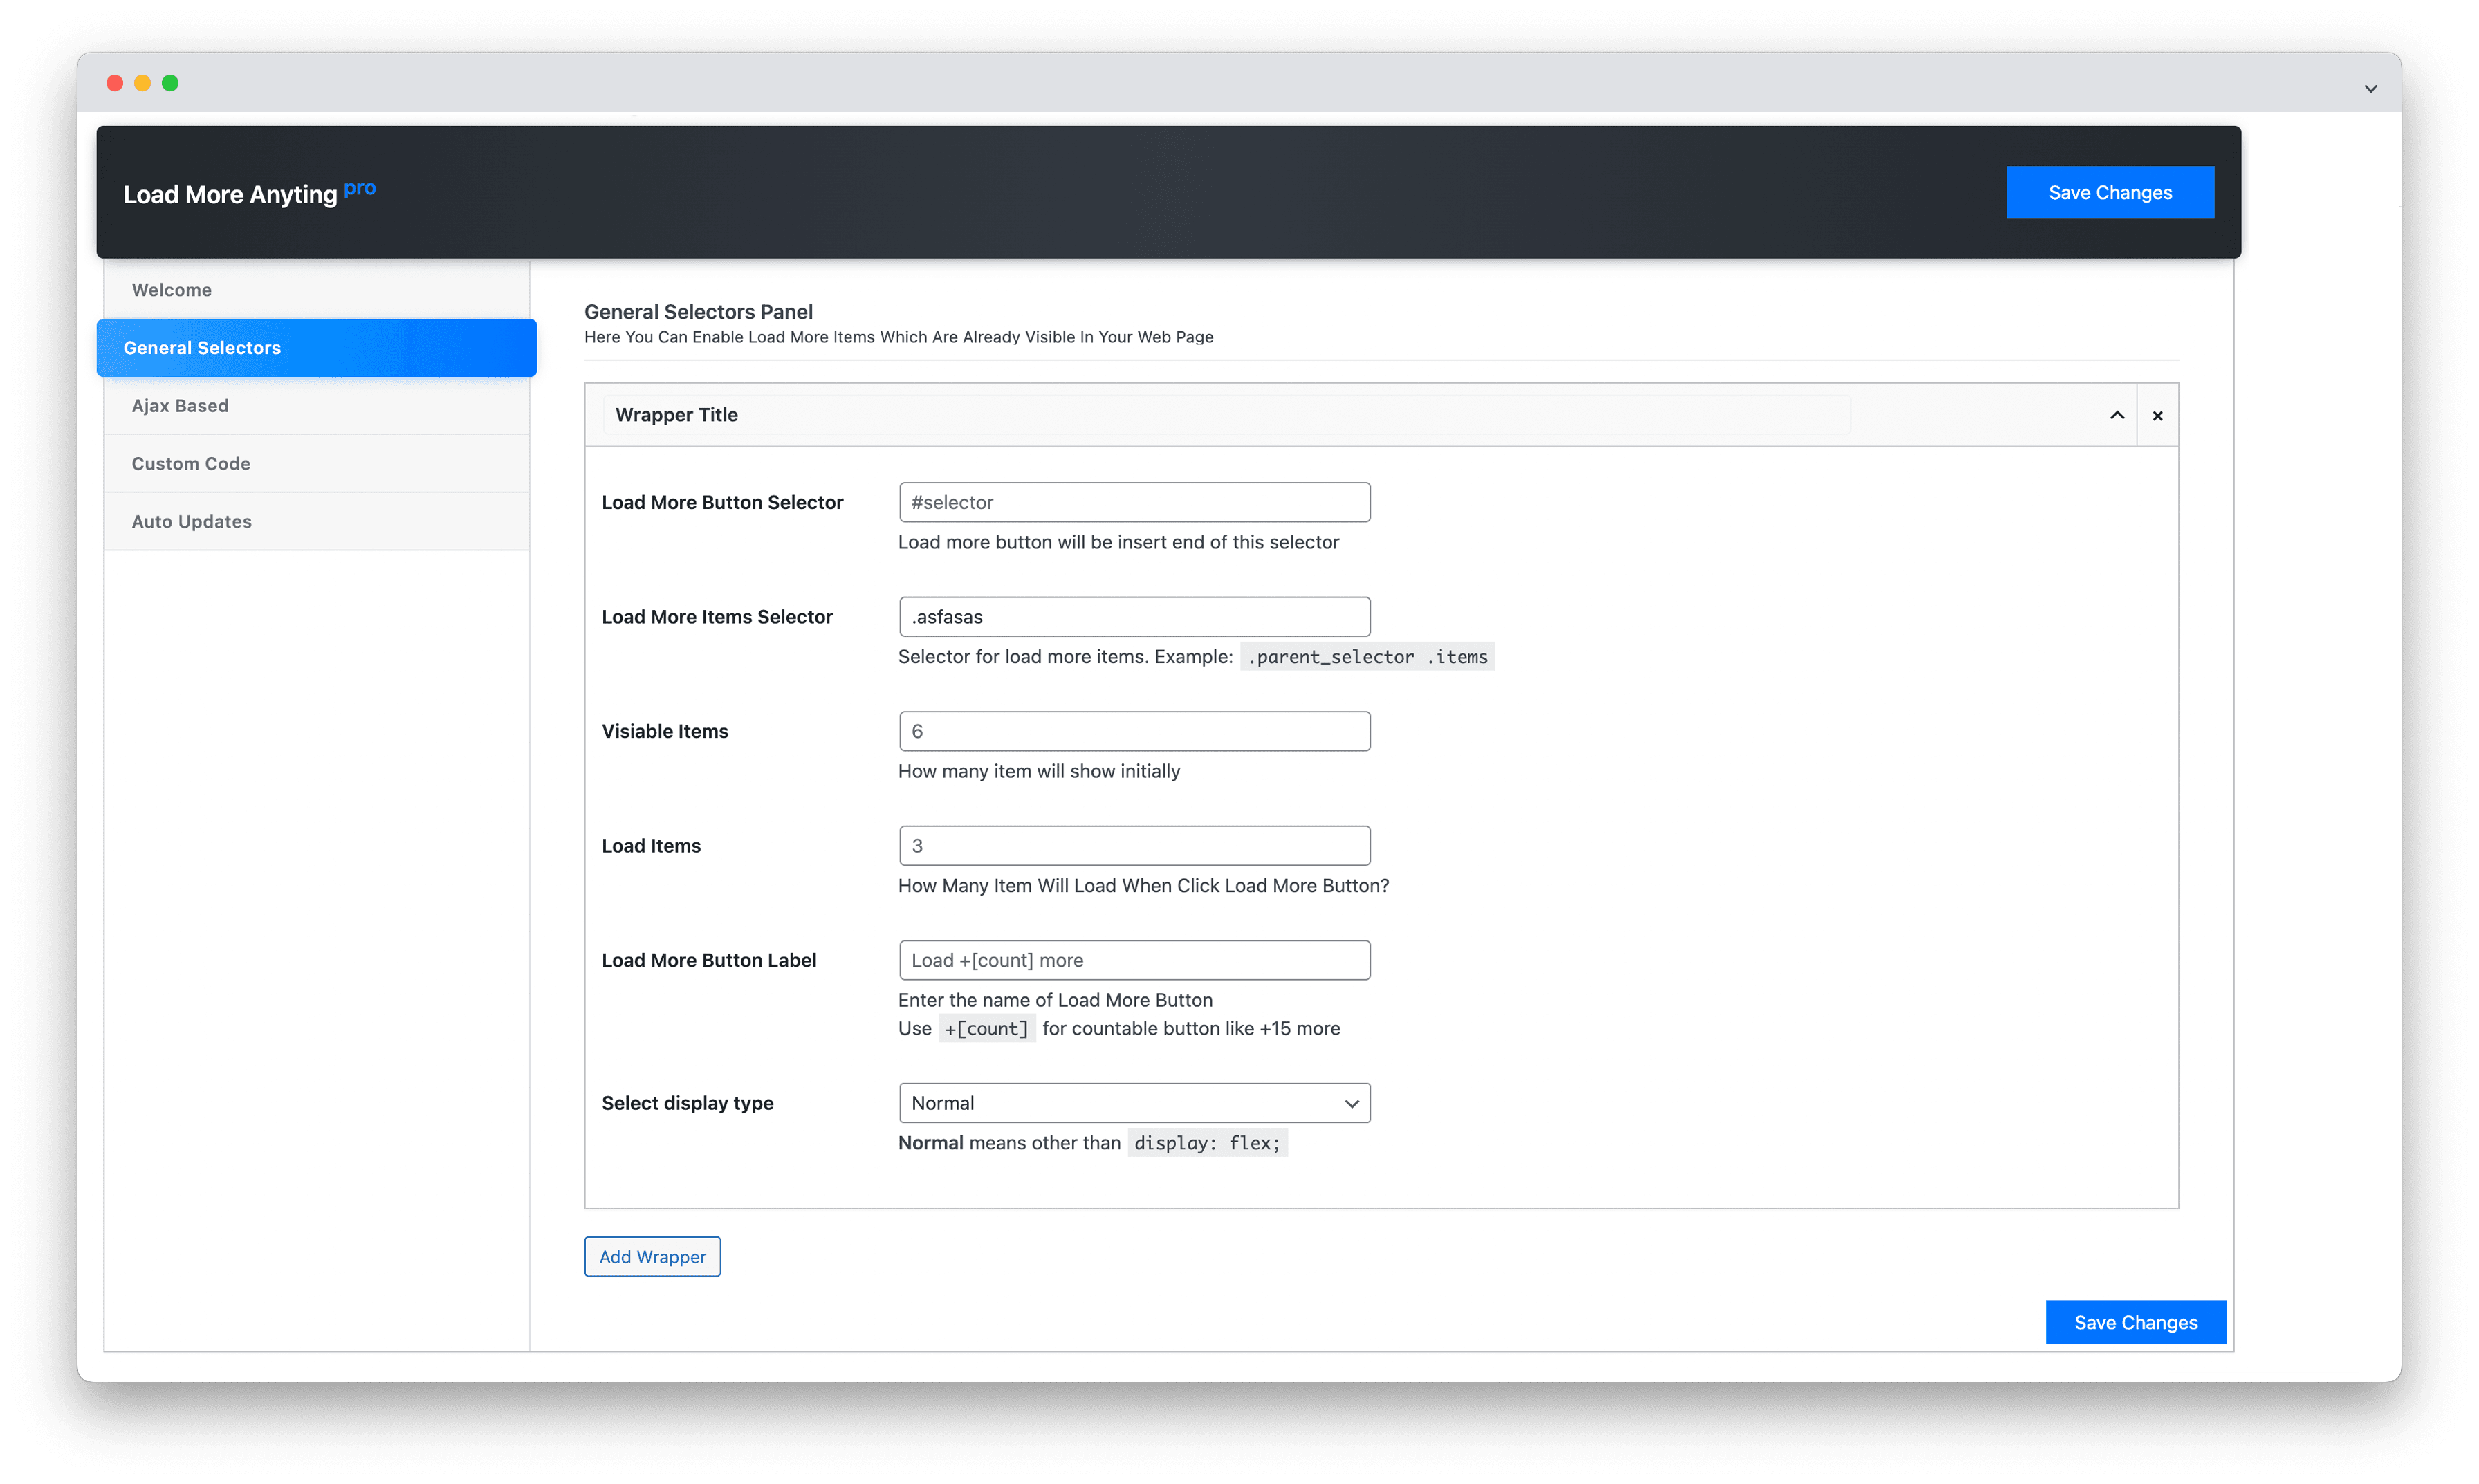 Load More Anyting pro
Save Changes
Welcome
General Selectors
Ajax Based
Custom Code
Auto Updates
General Selectors Panel
Here You Can Enable Load More Items Which Are Already Visible In Your Web Page
Wrapper Title
Load More Button Selector
#selector
Load more button will be insert end of this selector
Load More Items Selector
.asfasas
Selector for load more items. Example: .parent_selector .items
Visiable Items
6
How many item will show initially
Load Items
3
How Many Item Will Load When Click Load More Button?
Load More Button Label
Load +[count] more
Enter the name of Load More Button
Use +[count] for countable button like +15 more
Select display type
Normal
Normal means other than display: flex;
Add Wrapper
Save Changes